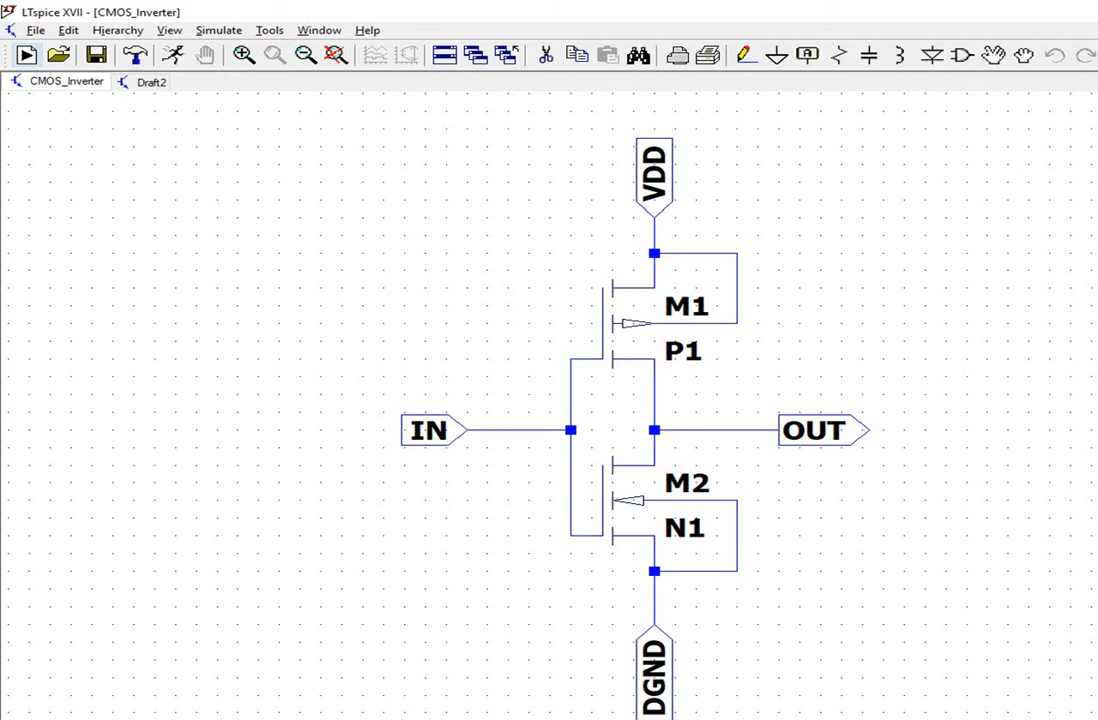 LTspice XVII - [CMOS_Inverter]
File Edit Hierarchy View Simulate Tools Window Help
CMOS_Inverter Draft2
VDD
M1
P1
IN
OUT
M2
N1
DGND